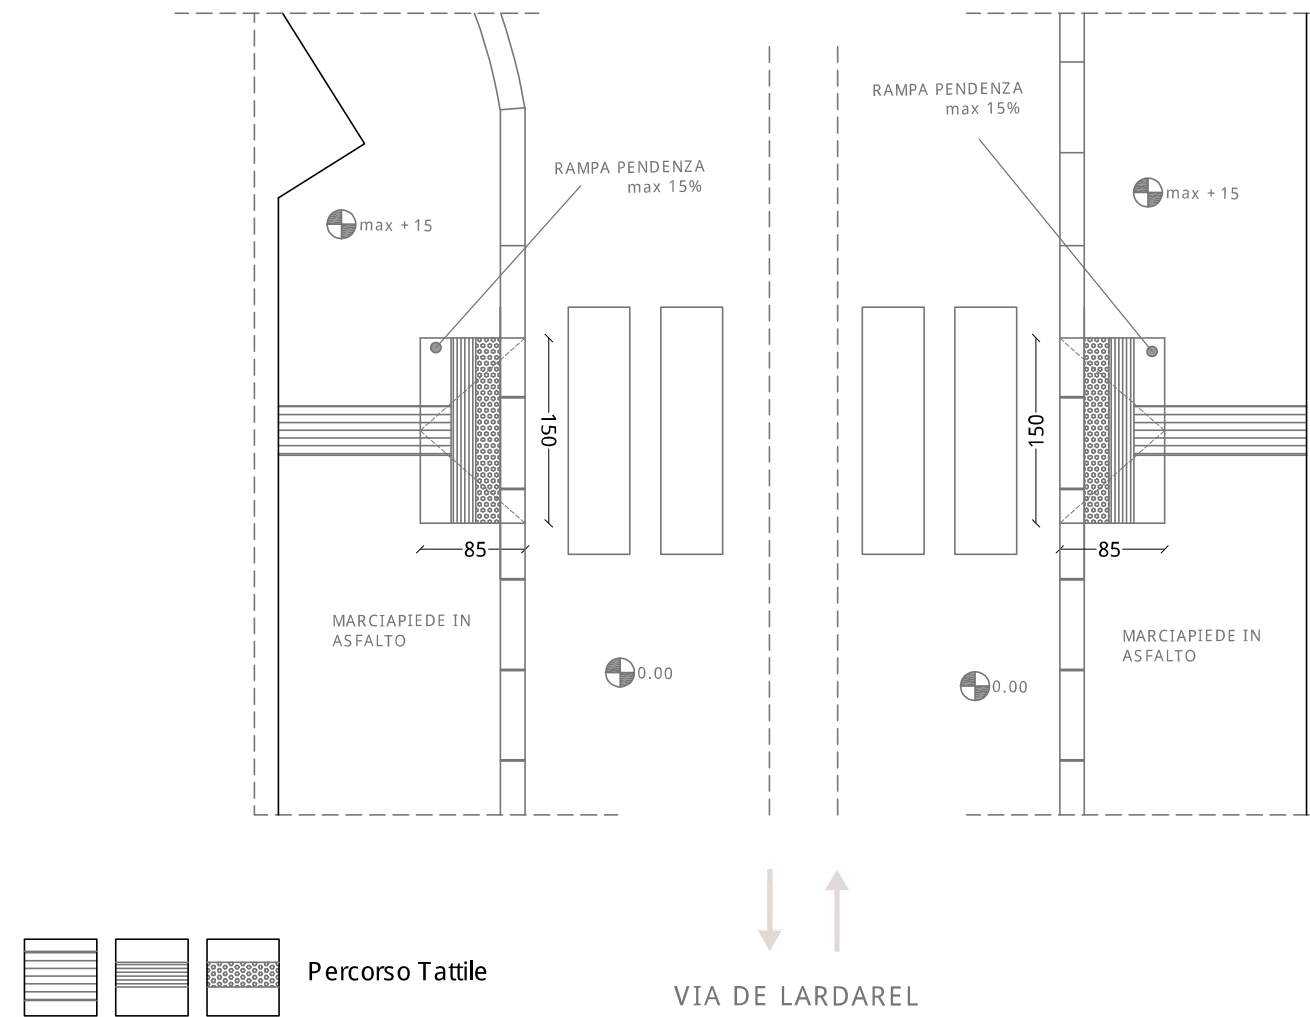 RAMPA PENDENZA
max 15%
RAMPA PENDENZA
max 15%
max +15
max +15
150
150
85
85
MARCIAPIEDE IN
ASFALTO
MARCIAPIEDE IN
ASFALTO
0.00
0.00
Percorso Tattile
VIA DE LARDAREL